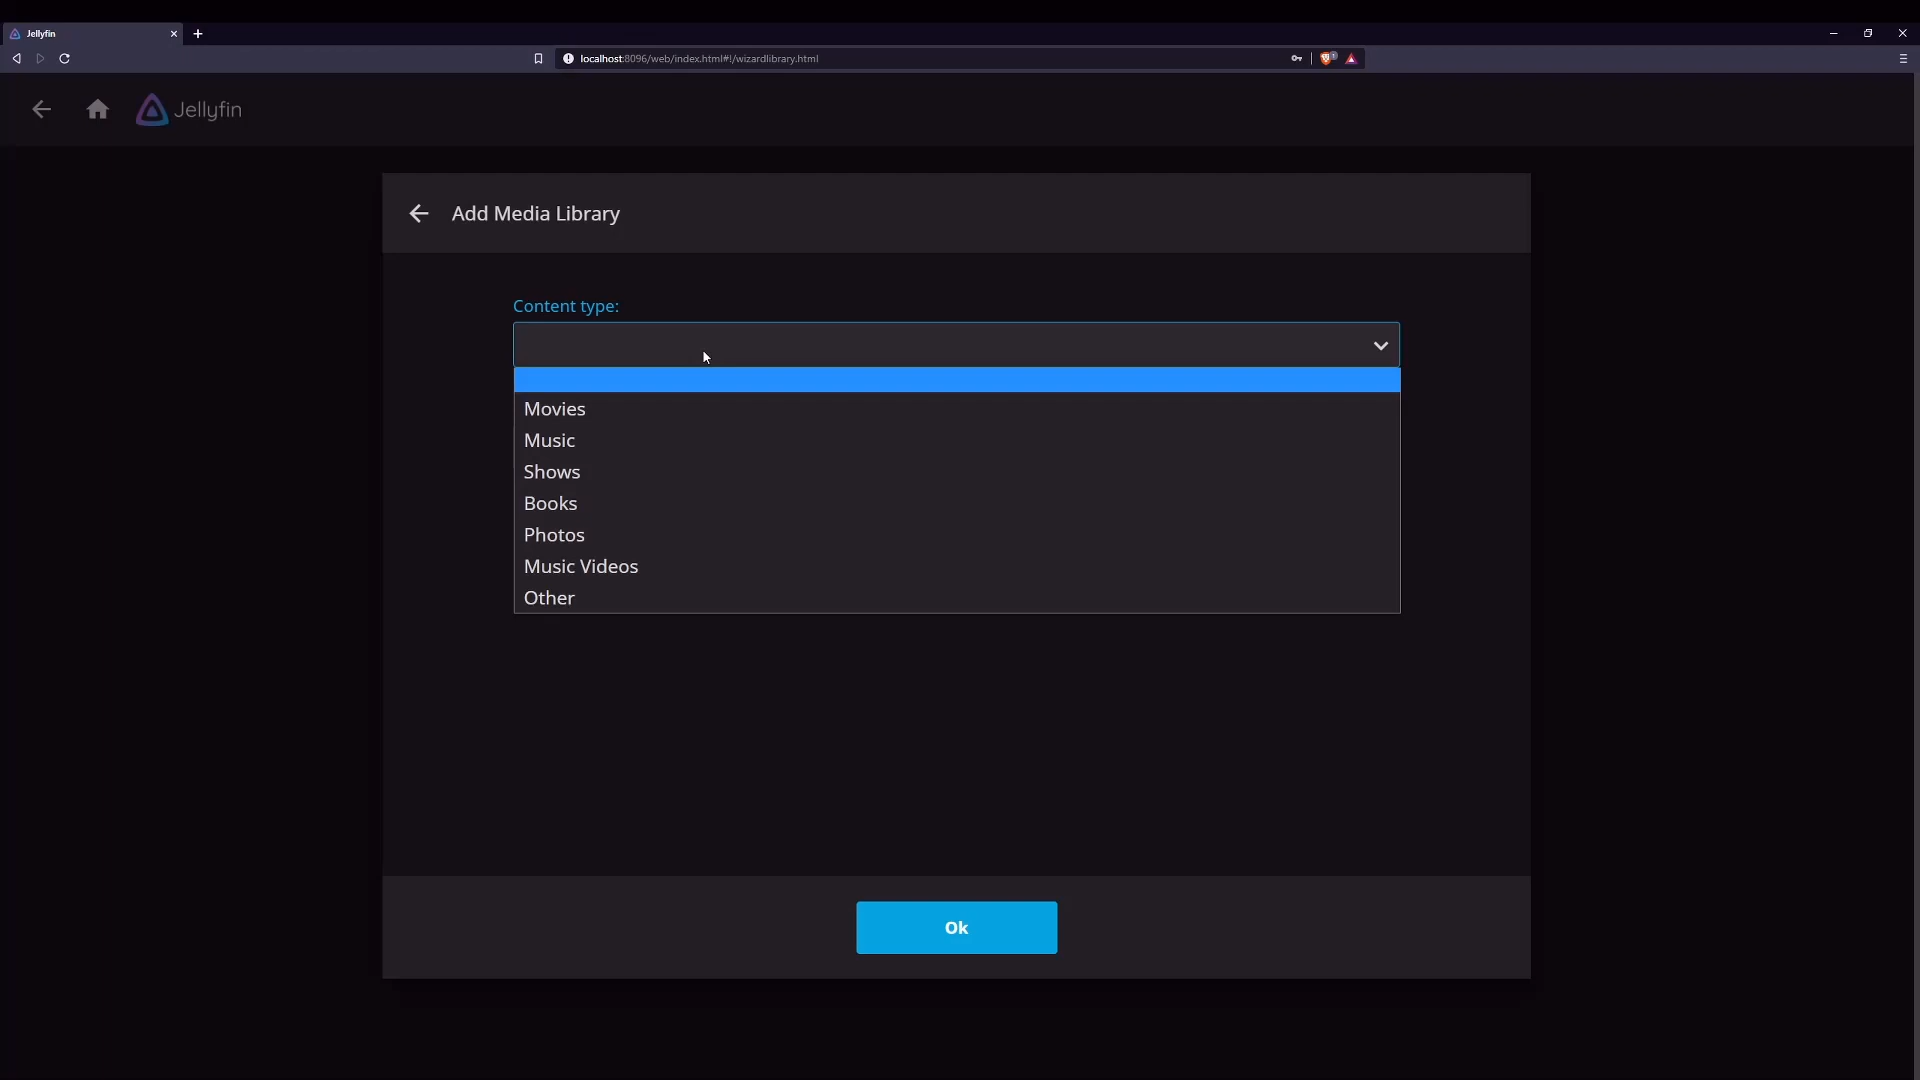 Jellyfin
localhost:8096/web/index.html#!/wizardlibrary.html
1
Jellyfin
Add Media Library
Content type:
Movies
Music
Shows
Books
Photos
Music Videos
Other
Ok